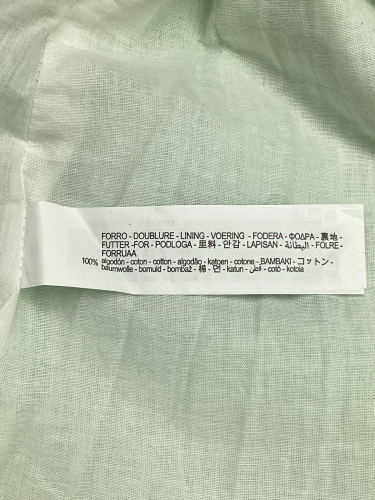 FORRO - DOUBLURE - LINING - VOERING - FODERA - ΦΟΔΡΑ - 裏地 -
FUTTER - FOR - PODLOGA - 里料 - 안감 - LAPISAN - البطانة - FOLRE -
FORRUAA
100% algodón - coton - cotton - algodão - katoen - cotone - BAMBAKI - コットン -
baumwolle - bomuld - bombaž - 棉 - 면 - katun - قطن - cotó - kotoia